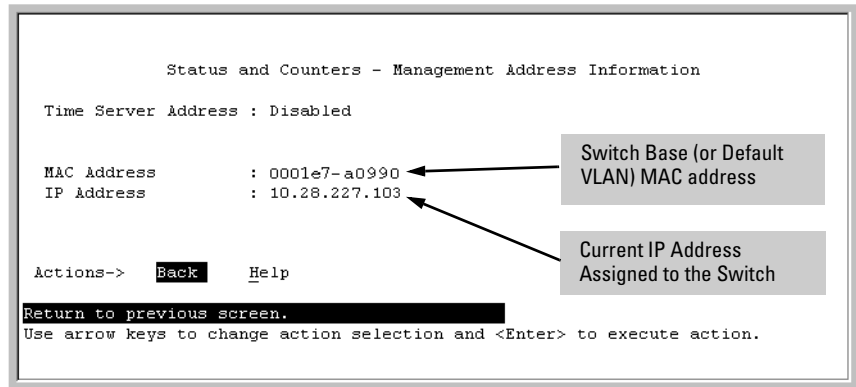 Status and Counters - Management Address Information
Time Server Address : Disabled
MAC Address : 0001e7-a0990
IP Address : 10.28.227.103
Switch Base (or Default
VLAN) MAC address
Current IP Address
Assigned to the Switch
Actions-> Back Help
Return to previous screen.
Use arrow keys to change action selection and <Enter> to execute action.